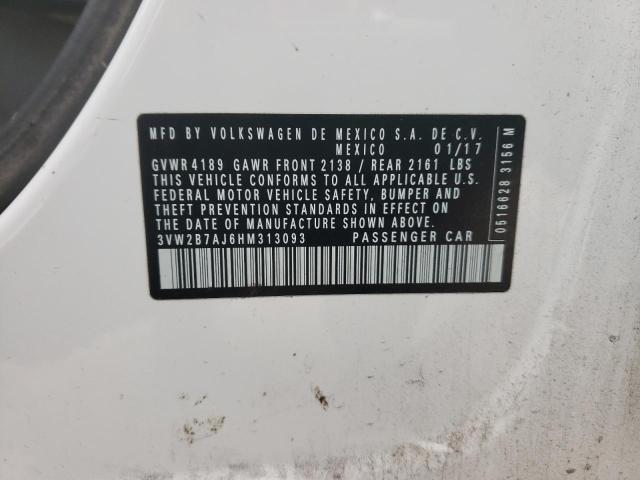 MFD BY VOLKSWAGEN DE MEXICO S.A. DE C.V.
MEXICO 01/17
GVWR 4189 GAWR FRONT 2138 / REAR 2161 LBS
THIS VEHICLE CONFORMS TO ALL APPLICABLE U.S.
FEDERAL MOTOR VEHICLE SAFETY, BUMPER AND
THEFT PREVENTION STANDARDS IN EFFECT ON
THE DATE OF MANUFACTURE SHOWN ABOVE.
3VW2B7AJ6HM313093 PASSENGER CAR
0516628 3156 M